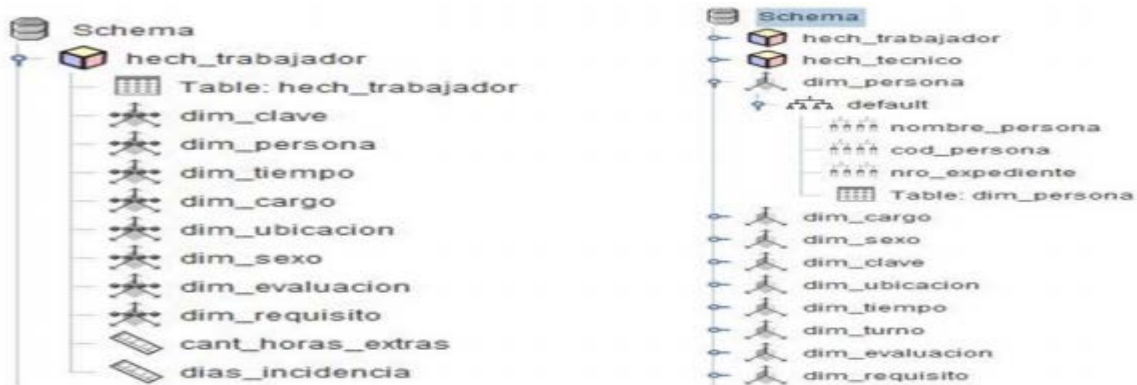 Schema
hech_trabajador
Table: hech_trabajador
dim_clave
dim_persona
dim_tiempo
dim_cargo
dim_ubicacion
dim_sexo
dim_evaluacion
dim_requisito
cant_horas_extras
dias_incidencia
Schema
hech_trabajador
hech_tecnico
dim_persona
default
nombre_persona
cod_persona
nro_expediente
Table: dim_persona
dim_cargo
dim_sexo
dim_clave
dim_ubicacion
dim_tiempo
dim_turno
dim_evaluacion
dim_requisito